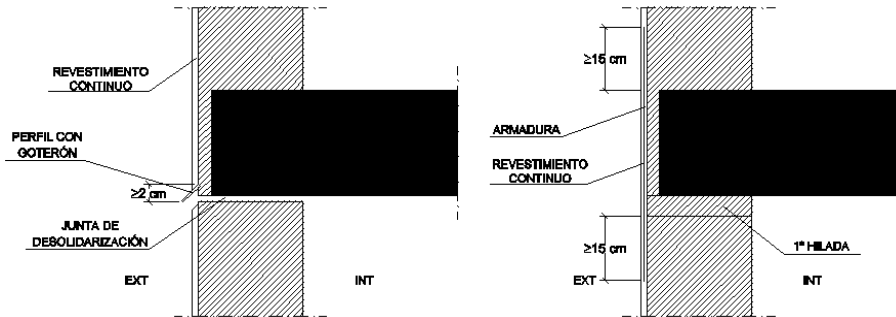 REVESTIMIENTO
CONTINUO
PERFIL CON
GOTERÓN
≥2 cm
JUNTA DE
DESOLIDARIZACIÓN
EXT
INT
≥15 cm
ARMADURA
REVESTIMIENTO
CONTINUO
≥15 cm
1ª HILADA
EXT
INT